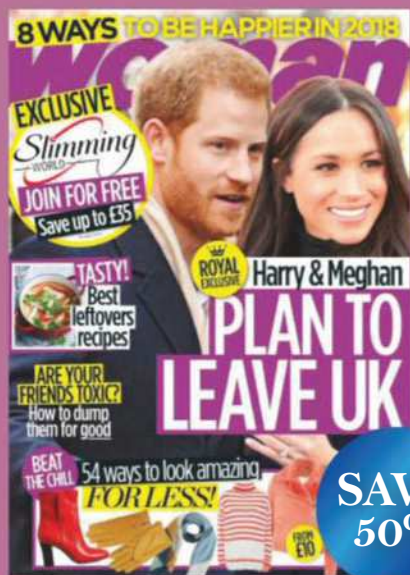 8 WAYS TO BE HAPPIER IN 2018
woman
EXCLUSIVE
Slimming
WORLD
JOIN FOR FREE
Save up to £35
TASTY!
Best
leftovers
recipes
ROYAL
EXCLUSIVE
Harry & Meghan
PLAN TO
LEAVE UK
ARE YOUR
FRIENDS TOXIC?
How to dump
them for good
BEAT
THE CHILL
54 ways to look amazing
FOR LESS!
FROM
£10
SAV
50%